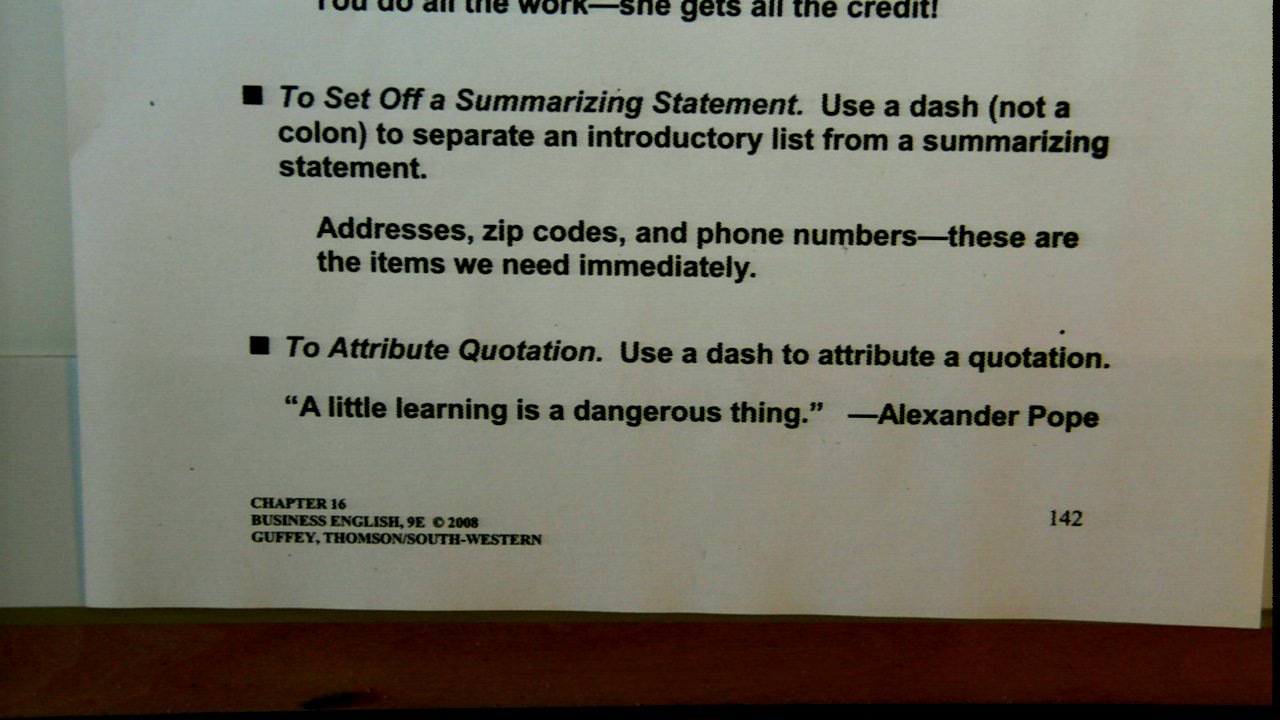 You do all the work—she gets all the credit!
■ To Set Off a Summarizing Statement. Use a dash (not a
colon) to separate an introductory list from a summarizing
statement.
Addresses, zip codes, and phone numbers—these are
the items we need immediately.
■ To Attribute Quotation. Use a dash to attribute a quotation.
“A little learning is a dangerous thing.” —Alexander Pope
CHAPTER 16
BUSINESS ENGLISH, 9E © 2008
GUFFEY, THOMSON/SOUTH-WESTERN
142